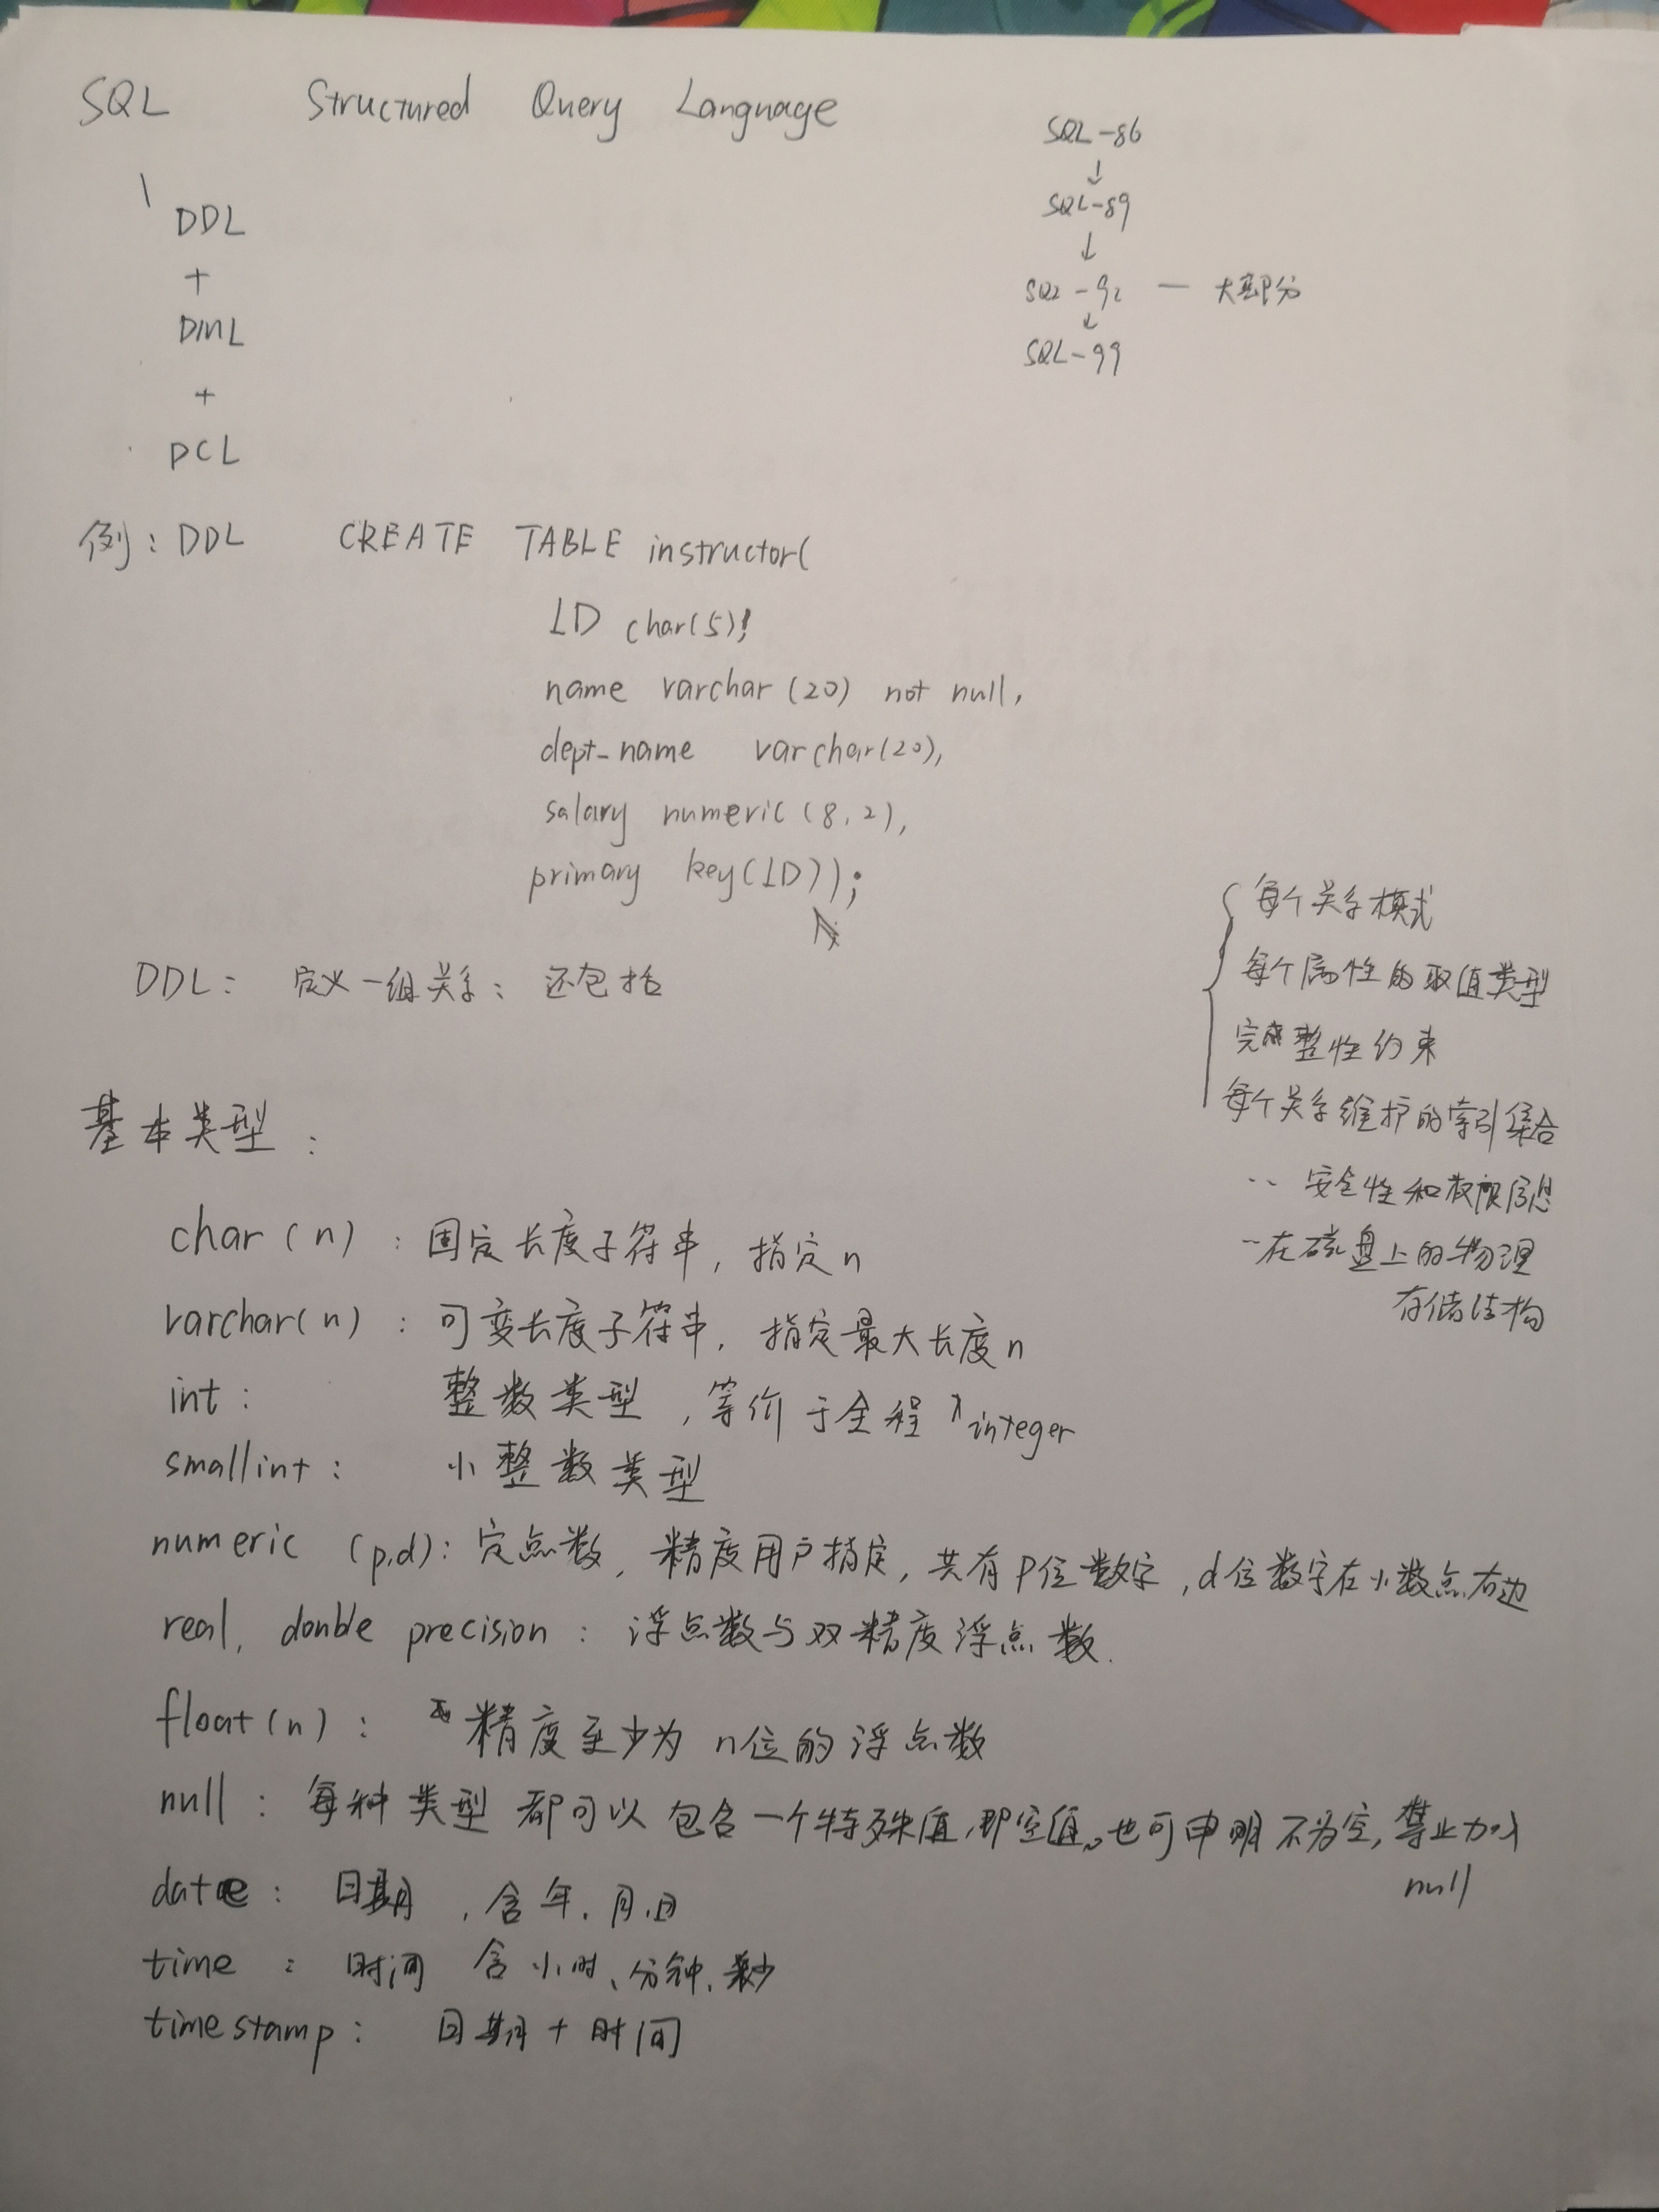 SQL Structured Query Language
SQL-86
↓
SQL-89
↓
SQL-92 — 大部分
↓
SQL-99
DDL
+
DML
+
DCL
例: DDL CREATE TABLE instructor(
ID char(5),
name varchar(20) not null,
dept_name varchar(20),
salary numeric(8,2),
primary key(ID));
DDL: 定义一组关系; 还包括
每个关系模式
每个属性的取值类型
完整性约束
每个关系维护的索引集合
·· 安全性和权限信息
··在磁盘上的物理
存储结构
基本类型:
char(n): 固定长度子符串, 指定n
varchar(n): 可变长度子符串, 指定最大长度n
int: 整数类型, 等价于全程 integer
smallint: 小整数类型
numeric (p,d): 定点数, 精度用户指定, 共有p位数字, d位数字在小数点右边
real, double precision: 浮点数与双精度浮点数.
float(n): 精度至少为n位的浮点数
null: 每种类型都可以包含一个特殊值,即空值。也可申明不为空, 禁止加入
null
date: 日期, 含年.月.日
time: 时间 含小时、分钟、秒
timestamp: 日期+时间